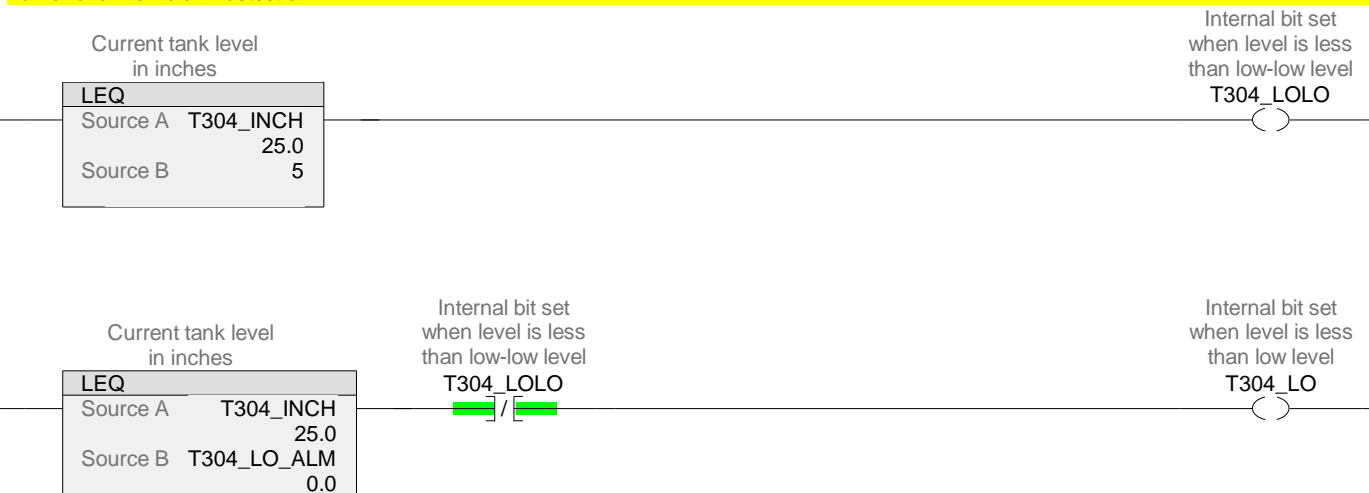 Current tank level
in inches
LEQ
Source A T304_INCH
25.0
Source B 5
Internal bit set
when level is less
than low-low level
T304_LOLO
Current tank level
in inches
LEQ
Source A T304_INCH
25.0
Source B T304_LO_ALM
0.0
Internal bit set
when level is less
than low-low level
T304_LOLO
/
Internal bit set
when level is less
than low level
T304_LO